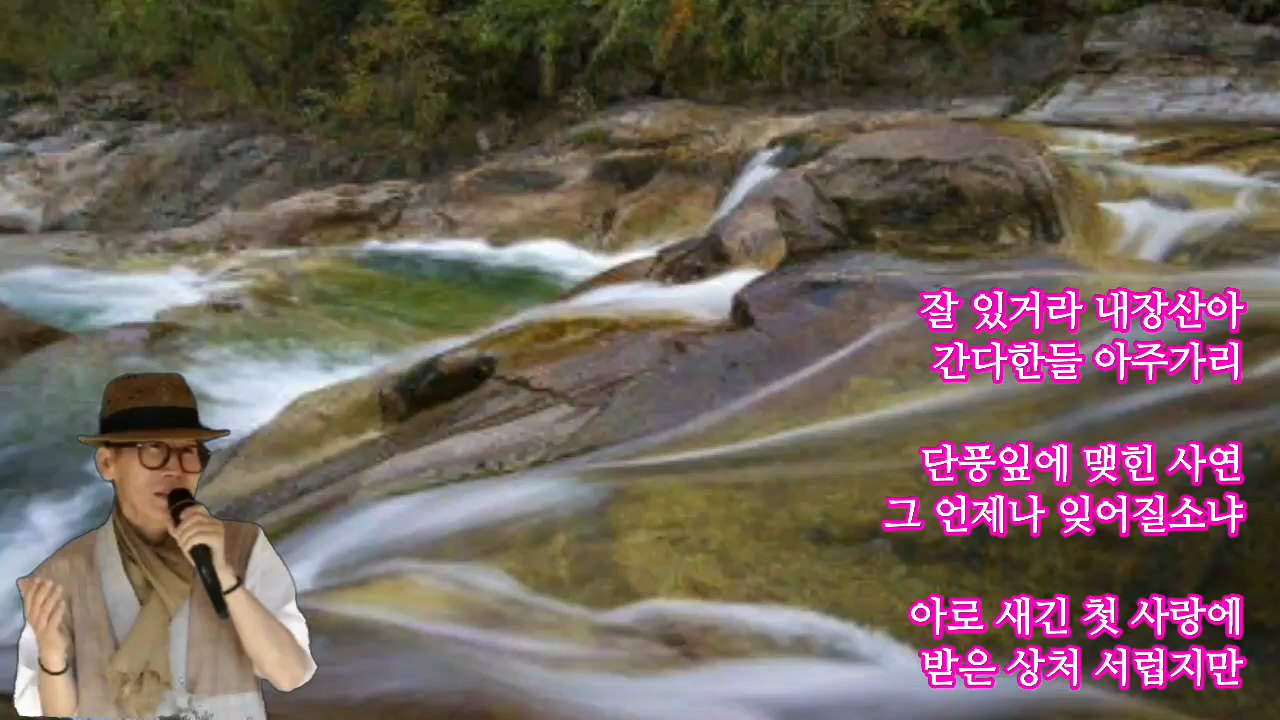 잘 있거라 내장산아
간다한들 아주가리
단풍잎에 맺힌 사연
그 언제나 잊어질소냐
아로 새긴 첫 사랑에
받은 상처 서럽지만